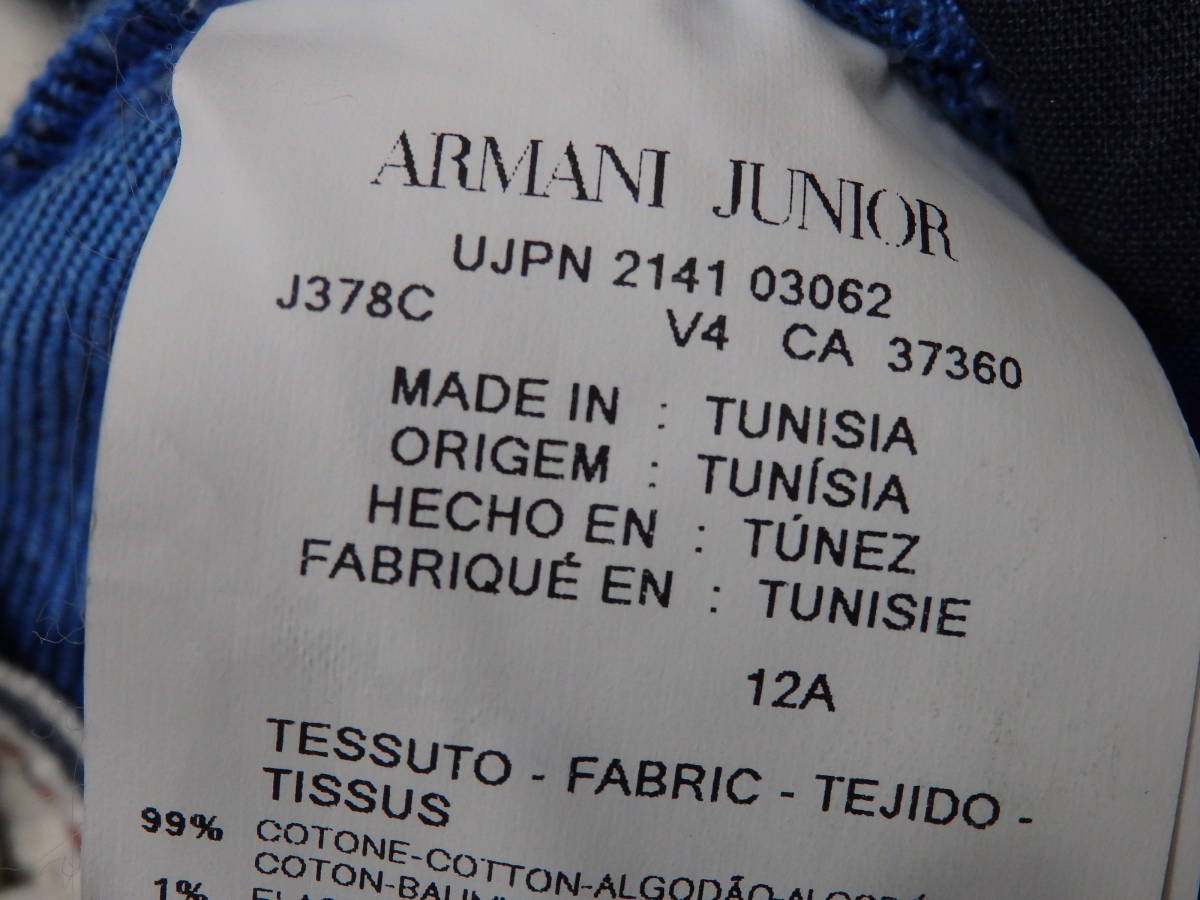 ARMANI JUNIOR
UJPN 2141 03062
J378C V4 CA 37360
MADE IN : TUNISIA
ORIGEM : TUNÍSIA
HECHO EN : TÚNEZ
FABRIQUÉ EN : TUNISIE
12A
TESSUTO - FABRIC - TEJIDO -
TISSUS
99% COTONE-COTTON-ALGODÃO-
COTON-
1%